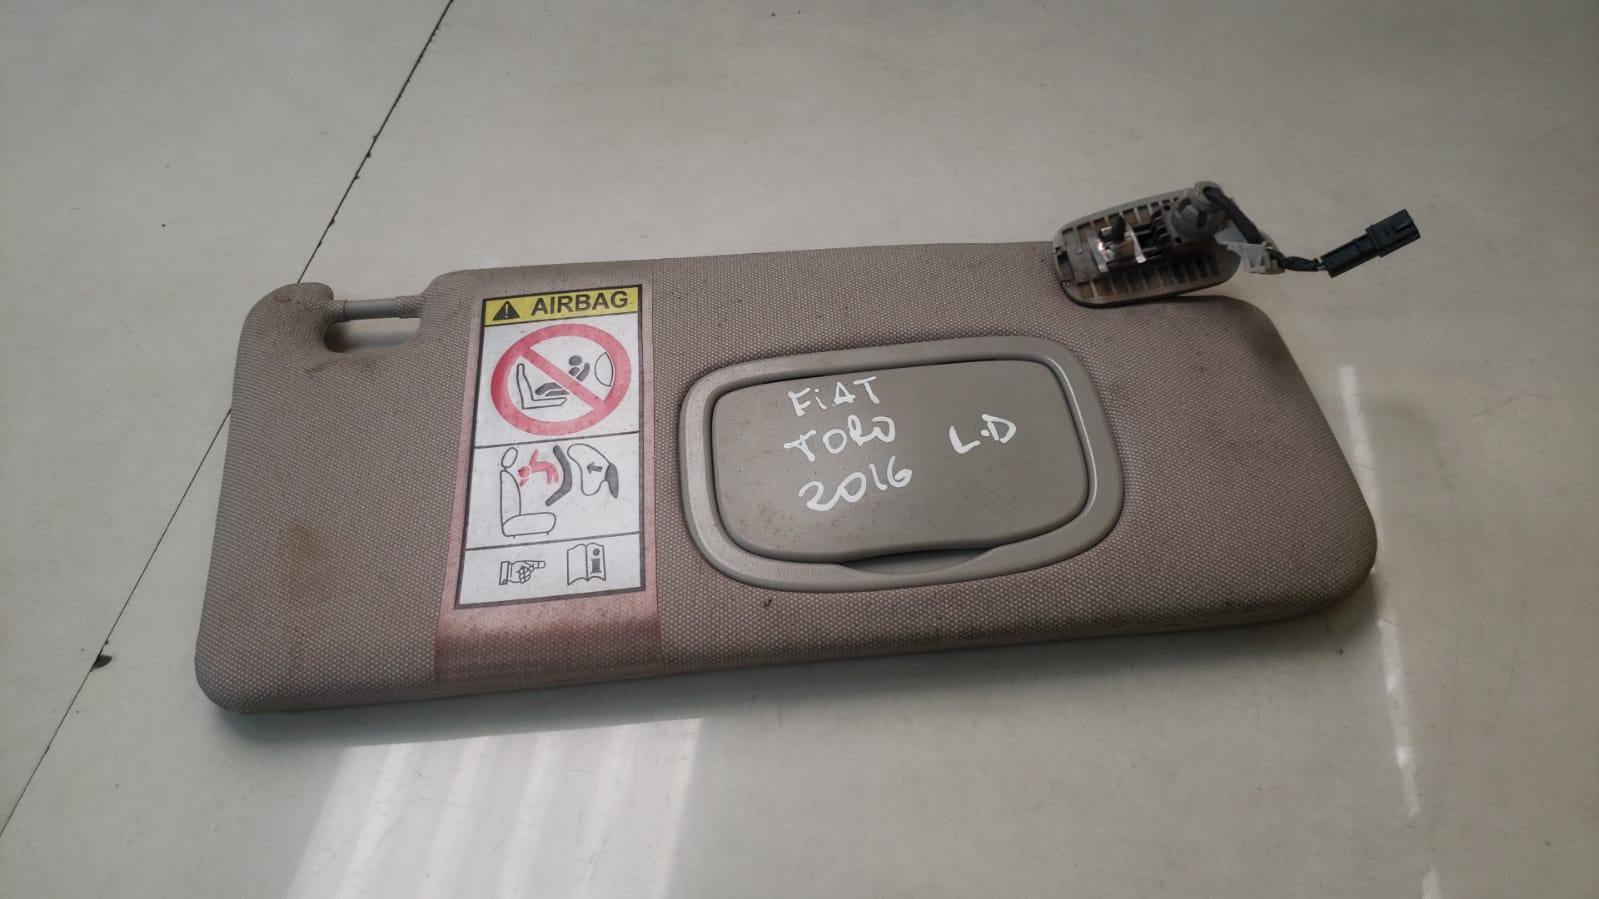 AIRBAG
FiAT
TORO L.D
2016